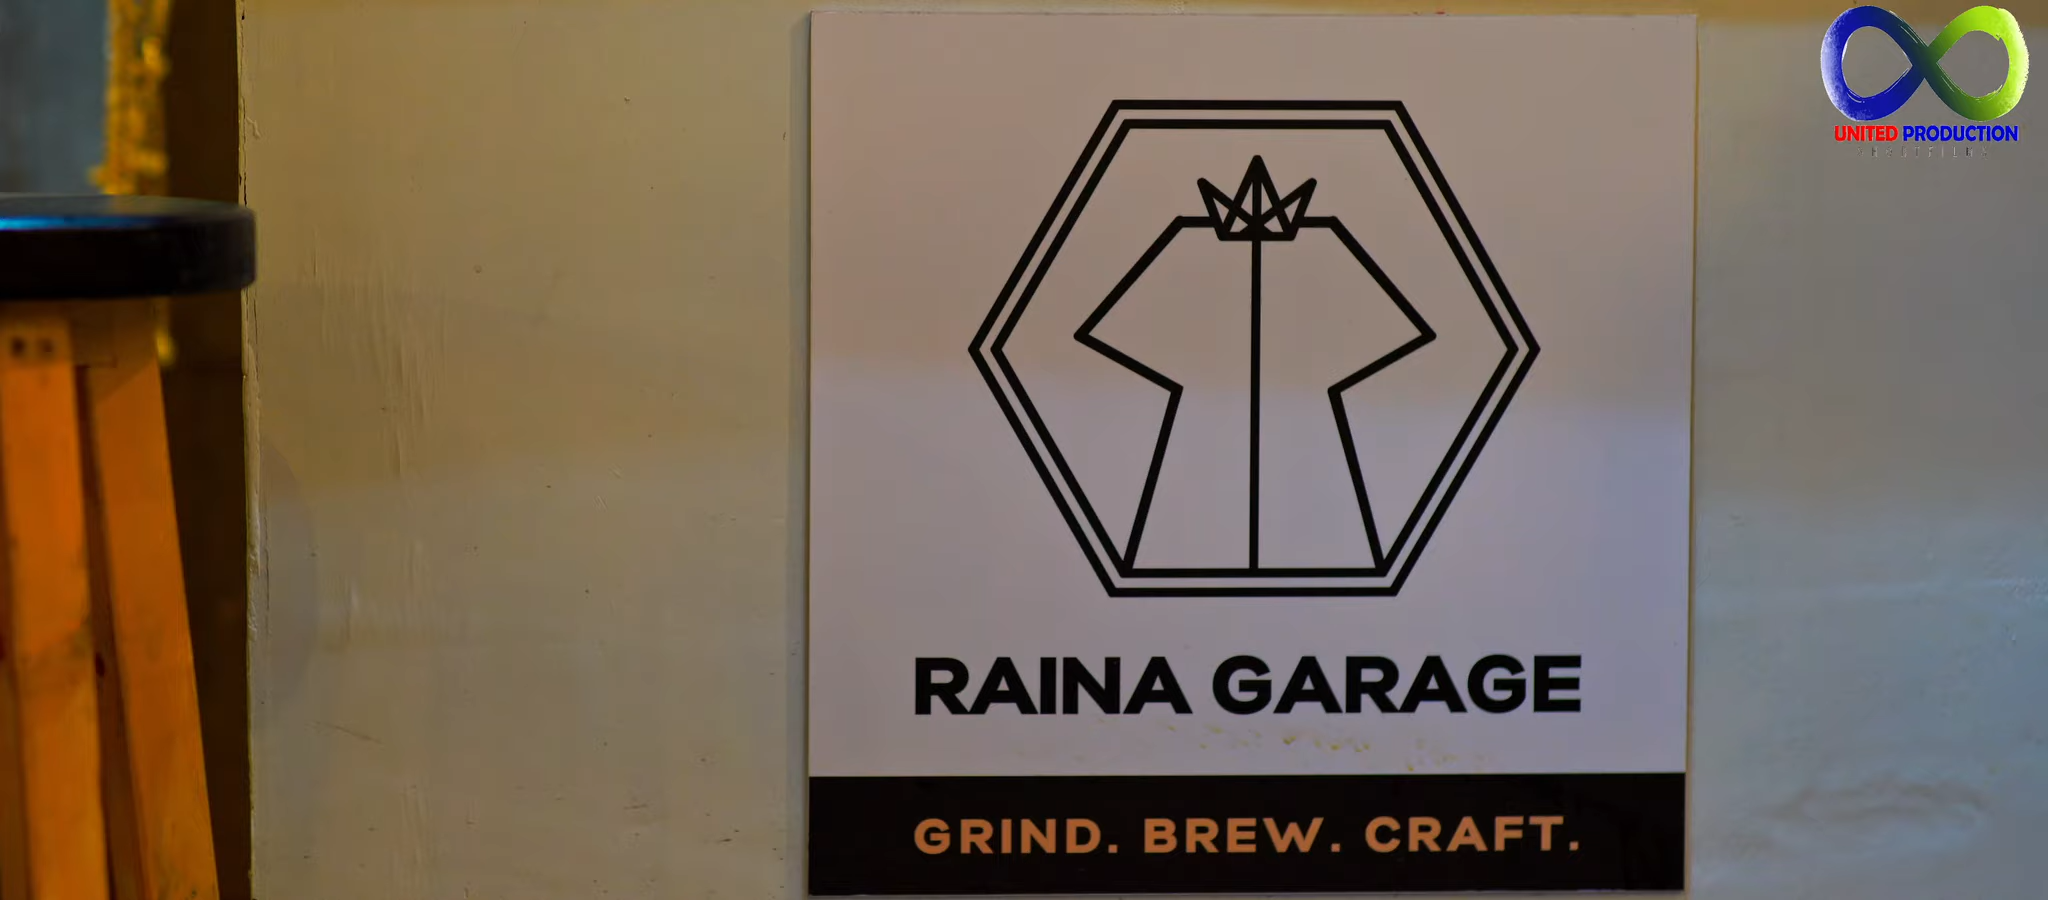 UNITED PRODUCTION
RAINA GARAGE
GRIND. BREW. CRAFT.